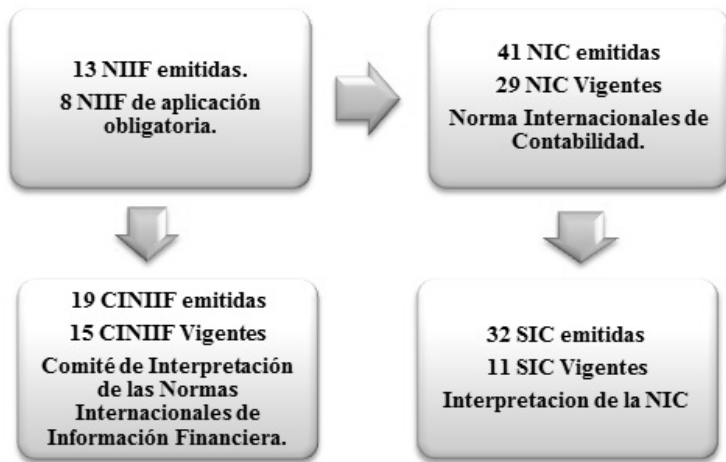 13 NIIF emitidas.
8 NIIF de aplicación
obligatoria.
41 NIC emitidas
29 NIC Vigentes
Norma Internacionales de
Contabilidad.
19 CINIIF emitidas
15 CINIIF Vigentes
Comité de Interpretación
de las Normas
Internacionales de
Información Financiera.
32 SIC emitidas
11 SIC Vigentes
Interpretacion de la NIC